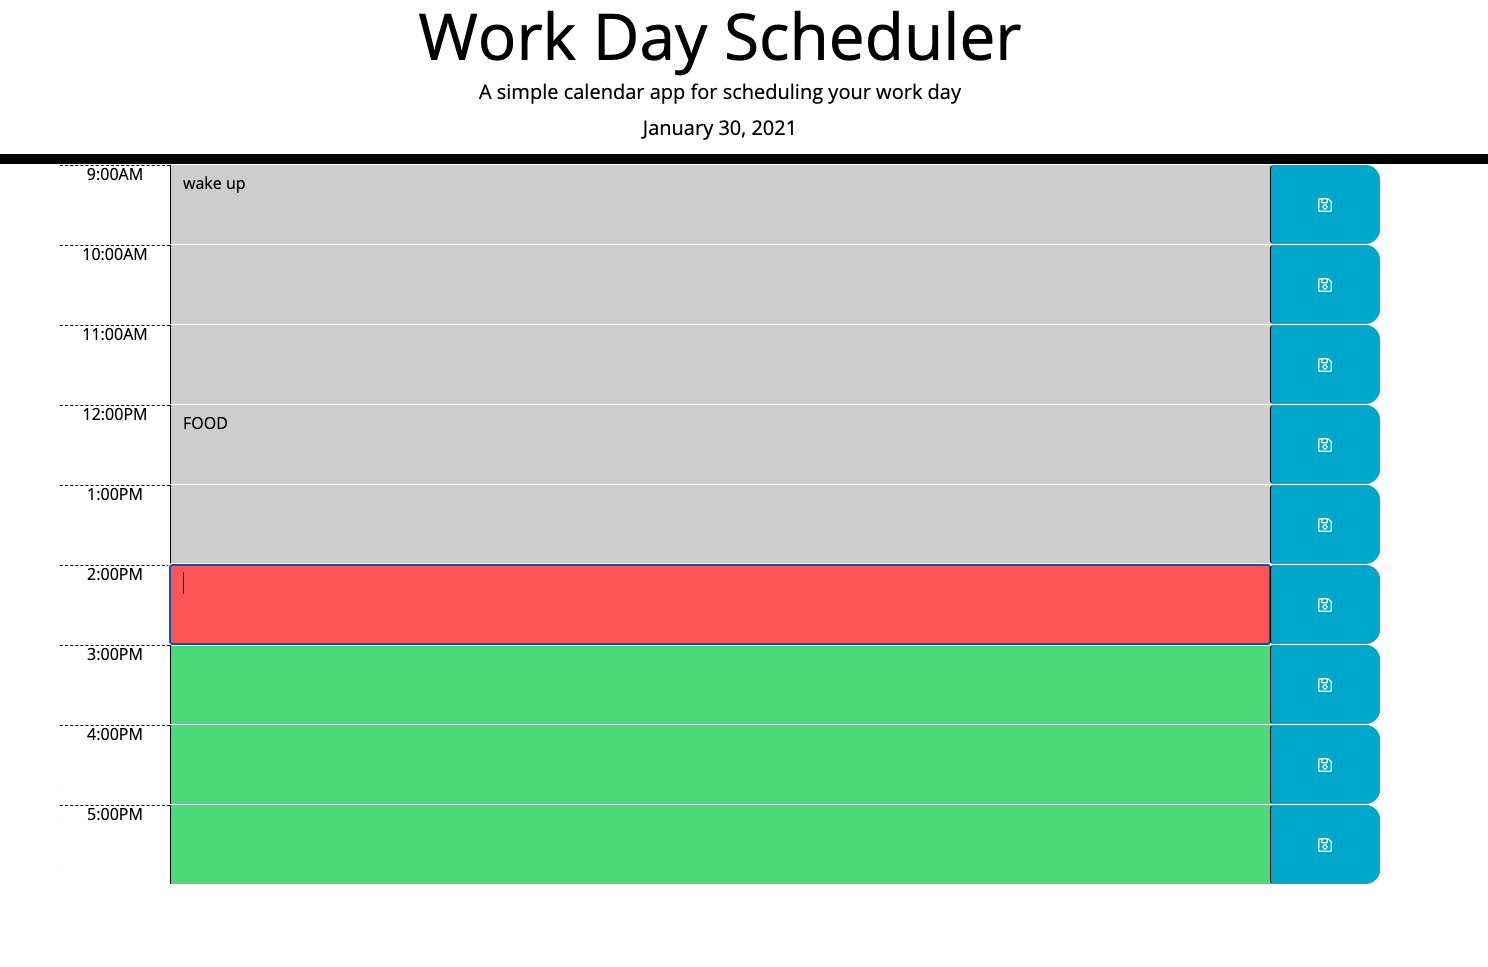 Work Day Scheduler
A simple calendar app for scheduling your work day
January 30, 2021
9:00AM
wake up
10:00AM
11:00AM
12:00PM
FOOD
1:00PM
2:00PM
3:00PM
4:00PM
5:00PM